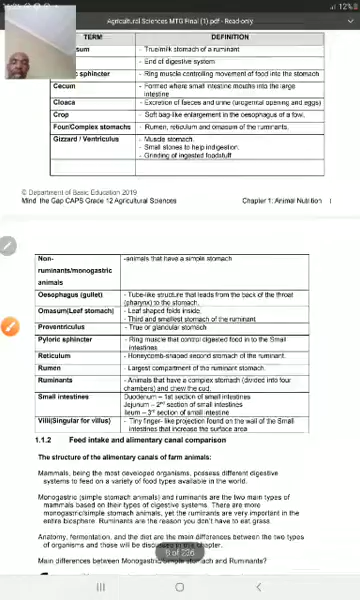 12%
Agricultural Sciences MTG Final (1).pdf - Read-only
TERM DEFINITION
- True/milk stomach of a ruminant
- End of digestive system
sphincter - Ring muscle controlling movement of food into the stomach
Cecum - Formed where small intestine mouths into the large
intestine
Cloaca - Excretion of faeces and urine (urogenital opening and eggs)
Crop - Soft bag-like enlargement in the oesophagus of a fowl.
Four/Complex stomachs - Rumen, reticulum and omasum of the ruminants.
Gizzard / Ventriculus - Muscle stomach.
- Small stones to help indigestion.
- Grinding of ingested foodstuff
© Department of Basic Education 2019
Mind the Gap CAPS Grade 12 Agricultural Sciences Chapter 1: Animal Nutrition
Non- -animals that have a simple stomach
ruminants/monogastric
animals
Oesophagus (gullet) - Tube-like structure that leads from the back of the throat
(pharynx) to the stomach.
Omasum(Leaf stomach) - Leaf shaped folds inside.
- Third and smallest stomach of the ruminant
Proventriculus - True or glandular stomach
Pyloric sphincter - Ring muscle that control digested food in to the Small
intestines
Reticulum - Honeycomb-shaped second stomach of the ruminant.
Rumen - Largest compartment of the ruminant stomach.
Ruminants - Animals that have a complex stomach (divided into four
chambers) and chew the cud.
Small intestines Duodenum – 1st section of small intestines
Jejunum – 2nd section of small intestines
Ileum – 3rd section of small intestine
Villi(Singular for villus) - Tiny finger- like projection found on the wall of the Small
intestines that increase the surface area
1.1.2 Feed intake and alimentary canal comparison
The structure of the alimentary canals of farm animals:
Mammals, being the most developed organisms, possess different digestive
systems to feed on a variety of food types available in the world.
Monogastric (simple stomach animals) and ruminants are the two main types of
mammals based on their types of digestive systems. There are more
monogastric/simple stomach animals, yet the ruminants are very important in the
entire biosphere. Ruminants are the reason you don't have to eat grass.
Anatomy, fermentation, and the diet are the main differences between the two types
of organisms and those will be discussed in this chapter.
8 of 226
Main differences between Monogastric/simple stomach and Ruminants?